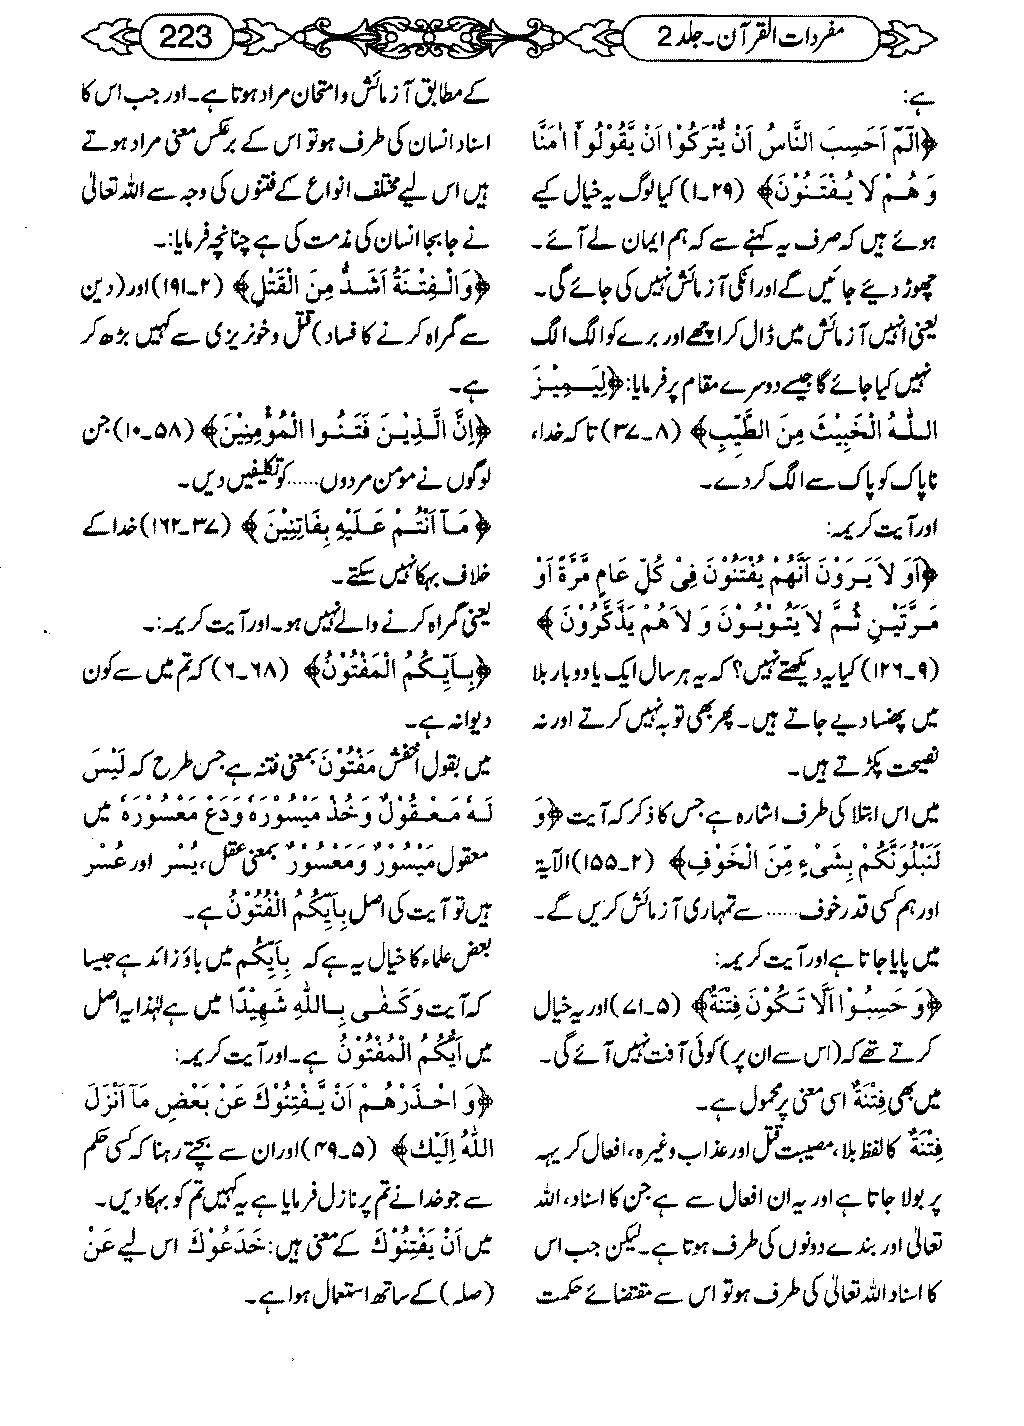 مفردات القرآن۔جلد 2
223
ہے:
﴿الٓمّٓ اَحَسِبَ النَّاسُ اَنْ یُّتْرَکُوْا اَنْ یَّقُوْلُوْا اٰمَنَّا
وَهُمْ لَا یُفْتَنُوْنَ﴾ (۲۹۔۱) کیا لوگ یہ خیال کیے
ہوئے ہیں کہ صرف یہ کہنے سے کہ ہم ایمان لے آئے۔
چھوڑ دیئے جائیں گے اور انکی آزمائش نہیں کی جائے گی۔
یعنی انہیں آزمائش میں ڈال کر اچھے اور برے کو الگ الگ
نہیں کیا جائے گا جیسے دوسرے مقام پر فرمایا: ﴿لِیَمِیْزَ
اللّٰہُ الْخَبِیْثَ مِنَ الطَّیِّبِ﴾ (۸۔۳۷) تاکہ خدا،
ناپاک کو پاک سے الگ کر دے۔
اور آیت کریمہ:
﴿اَوَ لَا یَرَوْنَ اَنَّهُمْ یُفْتَنُوْنَ فِیْ کُلِّ عَامٍ مَّرَّةً اَوْ
مَرَّتَیْنِ ثُمَّ لَا یَتُوْبُوْنَ وَ لَا هُمْ یَذَّکَّرُوْنَ﴾
(۹۔۱۲۶) کیا یہ دیکھتے نہیں؟ کہ یہ ہر سال ایک یا دو بار بلا
میں پھنسا دیے جاتے ہیں۔ پھر بھی توبہ نہیں کرتے اور نہ
نصیحت پکڑتے ہیں۔
میں اس ابتلا کی طرف اشارہ ہے جس کا ذکر کہ آیت ﴿وَ
لَنَبْلُوَنَّکُمْ بِشَیْءٍ مِّنَ الْخَوْفِ﴾ (۲۔۱۵۵) الآیۃ
اور ہم کسی قدر خوف...... سے تمہاری آزمائش کریں گے۔
میں پایا جاتا ہے اور آیت کریمہ:
﴿وَ حَسِبُوْا اَلَّا تَکُوْنَ فِتْنَةٌ﴾ (۵۔۷۱) اور یہ خیال
کرتے تھے کہ (اس سے ان پر) کوئی آفت نہیں آئے گی۔
میں بھی فِتْنَةٌ اسی معنی پر محمول ہے۔
فِتْنَةٌ کا لفظ بلا، مصیبت قتل اور عذاب وغیرہ، افعال کریہہ
پر بولا جاتا ہے اور یہ ان افعال سے ہے جن کا اسناد، اللہ
تعالیٰ اور بندے دونوں کی طرف ہوتا ہے۔ لیکن جب اس
کا اسناد اللہ تعالیٰ کی طرف ہو تو اس سے مقتضائے حکمت
کے مطابق آزمائش و امتحان مراد ہوتا ہے۔ اور جب اس کا
اسناد انسان کی طرف ہو تو اس کے برعکس معنی مراد ہوتے
ہیں اس لیے مختلف انواع کے فتنوں کی وجہ سے اللہ تعالیٰ
نے جابجا انسان کی مذمت کی ہے چنانچہ فرمایا:۔
﴿وَالْفِتْنَةُ اَشَدُّ مِنَ الْقَتْلِ﴾ (۲۔۱۹۱) اور (دین
سے گمراہ کرنے کا فساد) قتل و خونریزی سے کہیں بڑھ کر
ہے۔
﴿اِنَّ الَّذِیْنَ فَتَنُوا الْمُؤْمِنِیْنَ﴾ (۵۸۔۱۰) جن
لوگوں نے مومن مردوں...... کو تکلیفیں دیں۔
﴿مَآ اَنْتُمْ عَلَیْهِ بِفَاتِنِیْنَ﴾ (۳۷۔۱۶۲) خدا کے
خلاف بہکا نہیں سکتے۔
یعنی گمراہ کرنے والے نہیں ہو۔ اور آیت کریمہ:۔
﴿بِاَیِّکُمُ الْمَفْتُوْنُ﴾ (۶۸۔۶) کہ تم میں سے کون
دیوانہ ہے۔
میں بقول اخفش مَفْتُوْنَ بمعنی فتنہ ہے جس طرح کہ لَیْسَ
لَهٗ مَعْقُوْلٌ وَخُذْ مَیْسُوْرَهٗ وَدَعْ مَعْسُوْرَهٗ میں
معقول مَیْسُوْرٌ وَمَعْسُوْرٌ بمعنی عقل، یُسْر اور عُسْر
ہیں تو آیت کی اصل بِاَیِّکُمُ الْفُتُوْنُ ہے۔
بعض علماء کا خیال یہ ہے کہ بِاَیِّکُم میں باؤ زائد ہے جیسا
کہ آیت وَکَفٰی بِاللّٰهِ شَهِیْدًا میں ہے لہٰذا یہ اصل
میں اَیُّکُمُ الْمَفْتُوْنُ ہے۔ اور آیت کریمہ:
﴿وَ احْذَرْهُمْ اَنْ یَّفْتِنُوْكَ عَنْ بَعْضِ مَآ اَنْزَلَ
اللّٰهُ اِلَیْكَ﴾ (۵۔۴۹) اور ان سے بچتے رہنا کہ کسی حکم
سے جو خدا نے تم پر نازل فرمایا ہے یہ کہیں تم کو بہکا دیں۔
میں اَنْ یَفْتِنُوْكَ کے معنی ہیں: خَدَعُوْكَ اس لیے عَنْ
(صلہ) کے ساتھ استعمال ہوا ہے۔